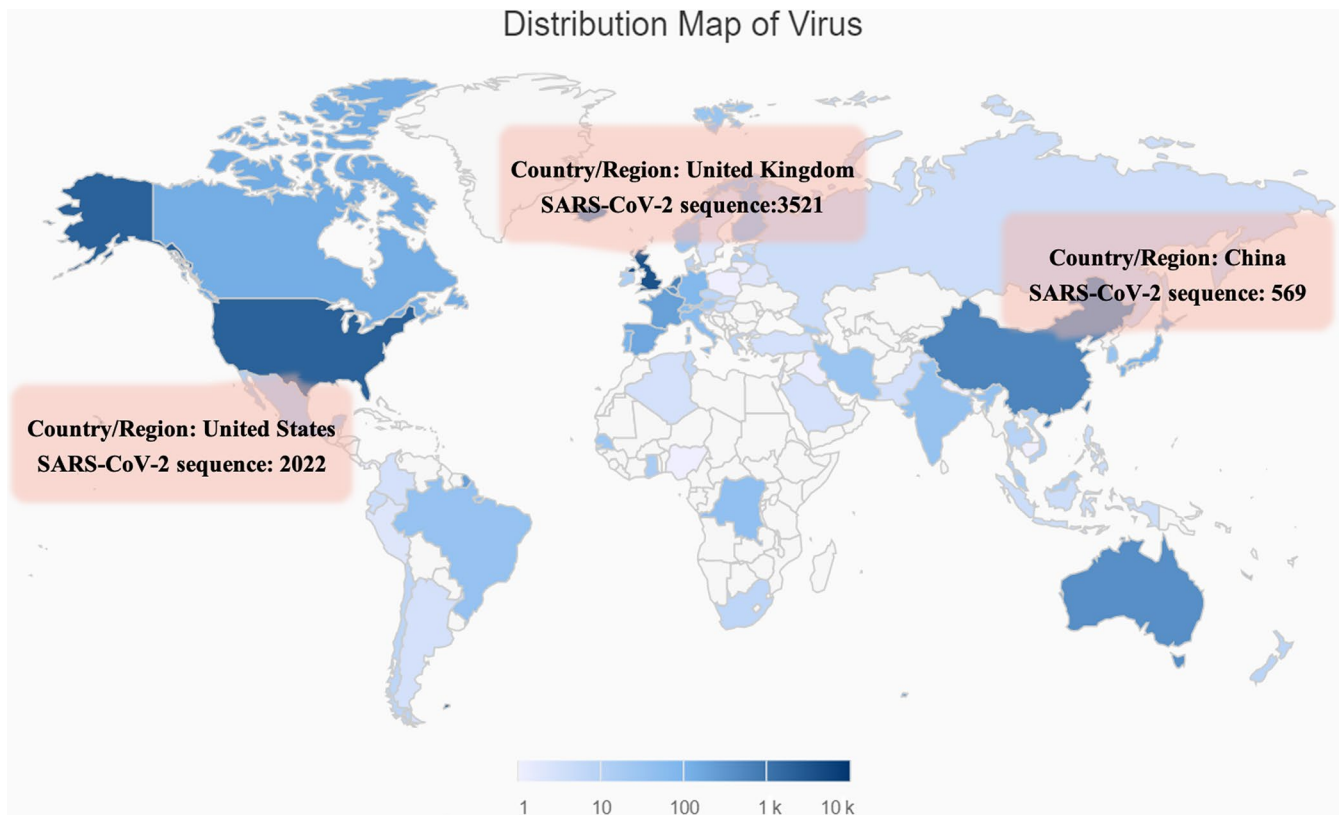 Distribution Map of Virus
Country/Region: United Kingdom
SARS-CoV-2 sequence:3521
Country/Region: China
SARS-CoV-2 sequence: 569
Country/Region: United States
SARS-CoV-2 sequence: 2022
1 10 100 1 k 10 k